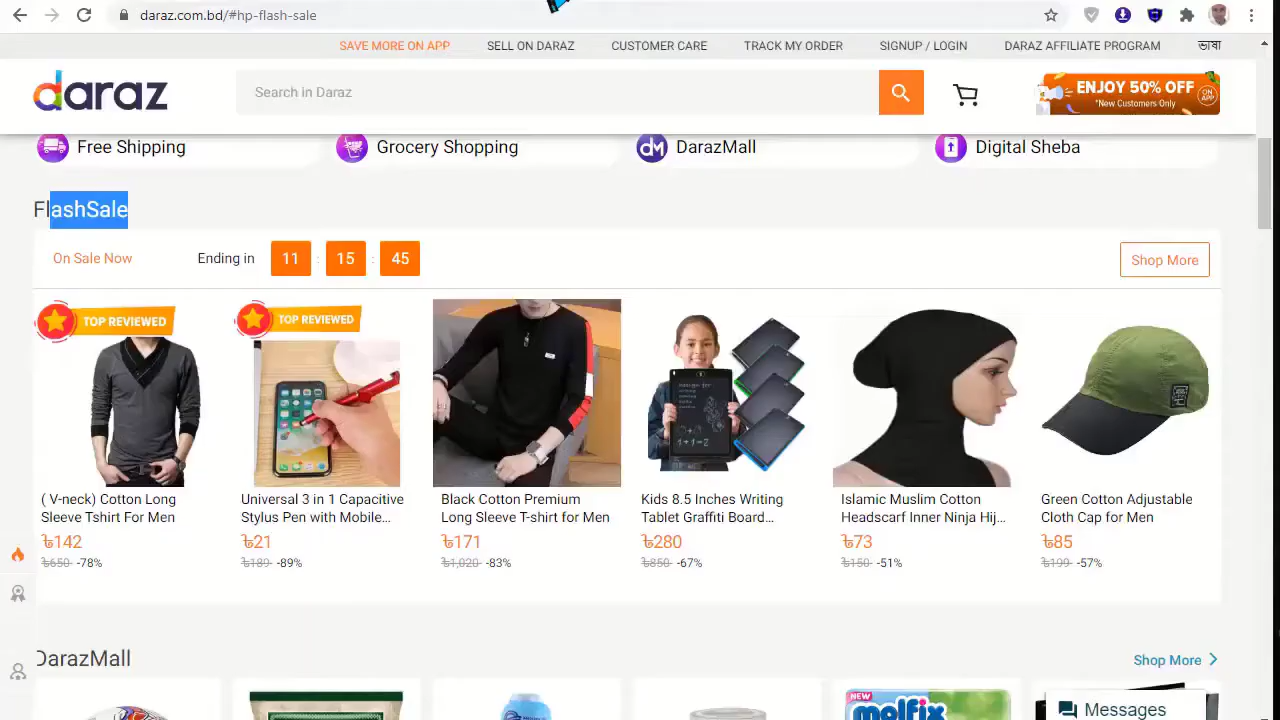 daraz.com.bd/#hp-flash-sale
SAVE MORE ON APP SELL ON DARAZ CUSTOMER CARE TRACK MY ORDER SIGNUP / LOGIN DARAZ AFFILIATE PROGRAM ভাষা
daraz
Search in Daraz
ENJOY 50% OFF
*New Customers Only
ON APP
Free Shipping Grocery Shopping DarazMall Digital Sheba
FlashSale
On Sale Now Ending in 11 : 15 : 45 Shop More
TOP REVIEWED TOP REVIEWED
( V-neck) Cotton Long
Sleeve Tshirt For Men
৳142
৳650 -78%
Universal 3 in 1 Capacitive
Stylus Pen with Mobile...
৳21
৳189 -89%
Black Cotton Premium
Long Sleeve T-shirt for Men
৳171
৳1,020 -83%
Kids 8.5 Inches Writing
Tablet Graffiti Board...
৳280
৳850 -67%
Islamic Muslim Cotton
Headscarf Inner Ninja Hij...
৳73
৳150 -51%
Green Cotton Adjustable
Cloth Cap for Men
৳85
৳199 -57%
DarazMall Shop More
NEW
molfix
Messages